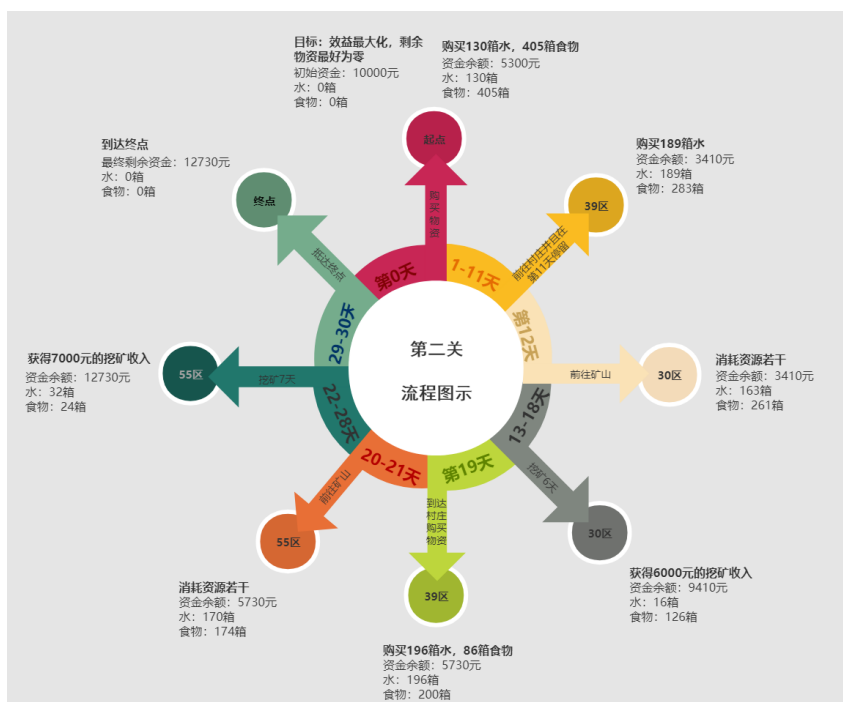 目标：效益最大化，剩余
物资最好为零
初始资金：10000元
水：0箱
食物：0箱
购买130箱水，405箱食物
资金余额：5300元
水：130箱
食物：405箱
起点
购
买
物
资
第0天
购买189箱水
资金余额：3410元
水：189箱
食物：283箱
39区
前往村庄并且在
第11天停留
1-11天
消耗资源若干
资金余额：3410元
水：163箱
食物：261箱
30区
前往矿山
第12天
获得6000元的挖矿收入
资金余额：9410元
水：16箱
食物：126箱
30区
挖矿6天
13-18天
第19天
到达
村庄
购买
物资
39区
购买196箱水，86箱食物
资金余额：5730元
水：196箱
食物：200箱
20-21天
前往矿山
55区
消耗资源若干
资金余额：5730元
水：170箱
食物：174箱
22-28天
挖矿7天
55区
获得7000元的挖矿收入
资金余额：12730元
水：32箱
食物：24箱
29-30天
抵达终点
终点
到达终点
最终剩余资金：12730元
水：0箱
食物：0箱
第二关
流程图示